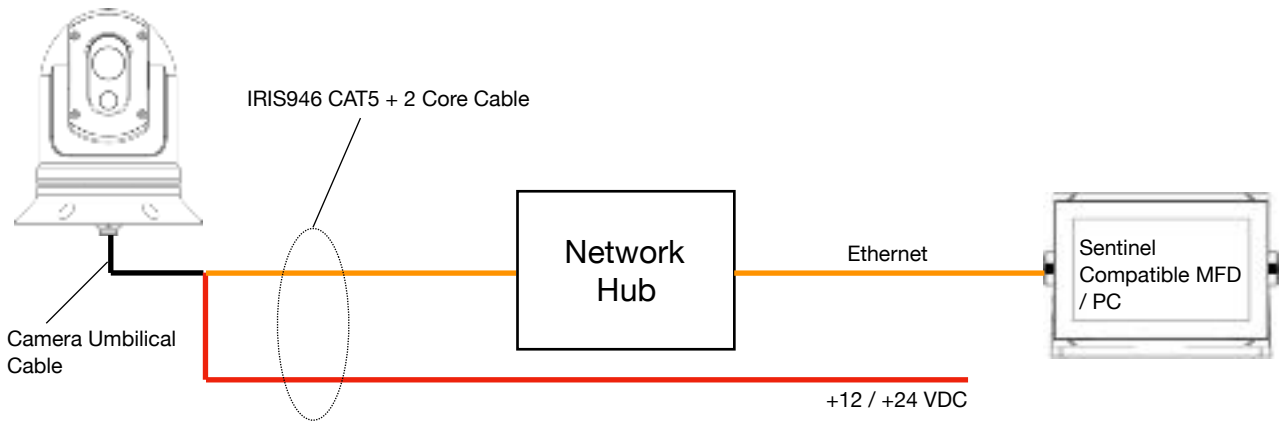 IRIS946 CAT5 + 2 Core Cable
Network
Hub
Ethernet
Sentinel
Compatible MFD
/ PC
Camera Umbilical
Cable
+12 / +24 VDC